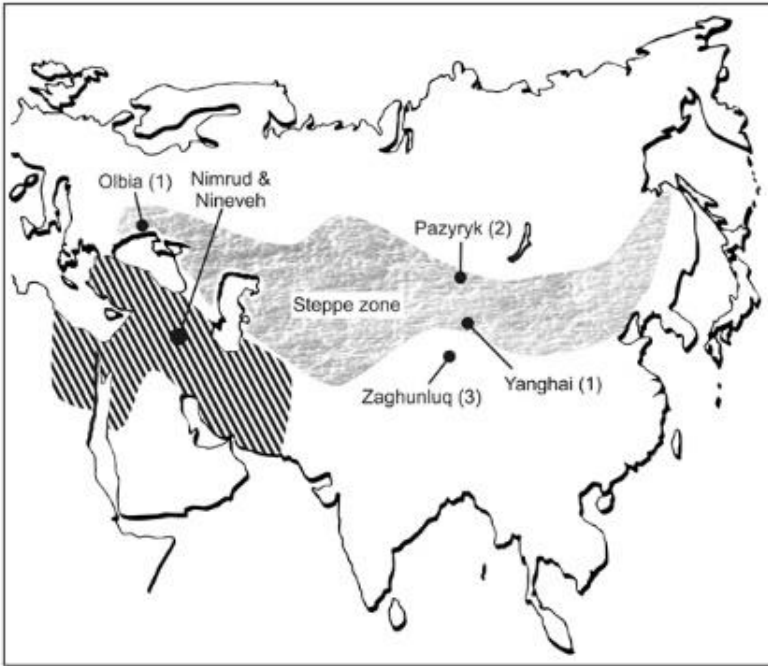 Olbia (1)
Nimrud &
Nineveh
Pazyryk (2)
Steppe zone
Zaghunluq (3)
Yanghai (1)